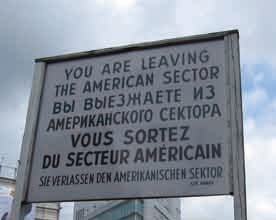 YOU ARE LEAVING
THE AMERICAN SECTOR
ВЫ ВЫЕЗЖАЕТЕ ИЗ
АМЕРИКАНСКОГО СЕКТОРА
VOUS SORTEZ
DU SECTEUR AMÉRICAIN
SIE VERLASSEN DEN AMERIKANISCHEN SEKTOR